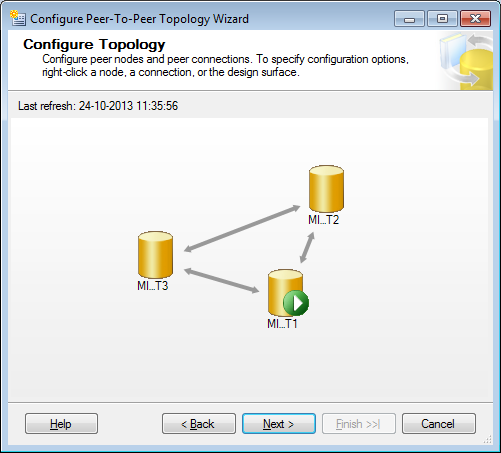 Configure Peer-To-Peer Topology Wizard
Configure Topology
Configure peer nodes and peer connections. To specify configuration options,
right-click a node, a connection, or the design surface.
Last refresh: 24-10-2013 11:35:56
MI...T2
MI...T3
MI...T1
Help
< Back
Next >
Finish >>|
Cancel